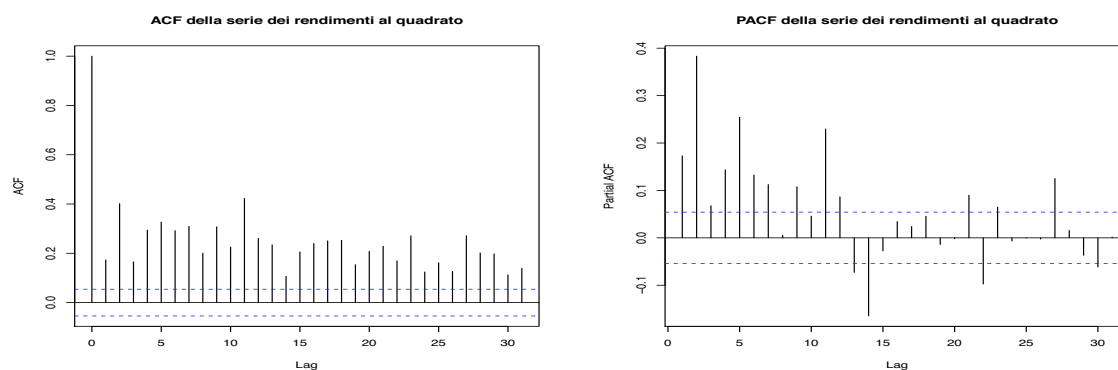 ACF della serie dei rendimenti al quadrato
ACF
1.0
0.8
0.6
0.4
0.2
0.0
0 5 10 15 20 25 30
Lag
PACF della serie dei rendimenti al quadrato
Partial ACF
0.4
0.3
0.2
0.1
0.0
−0.1
0 5 10 15 20 25 30
Lag